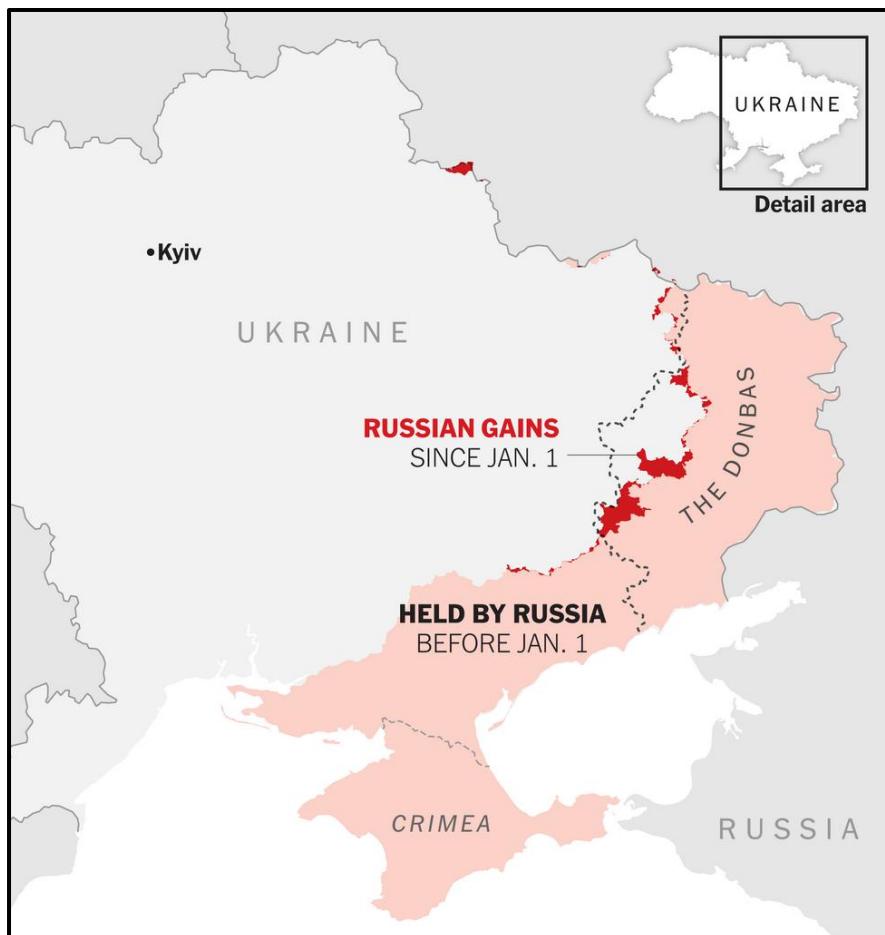 UKRAINE
Detail area
Kyiv
UKRAINE
RUSSIAN GAINS
SINCE JAN. 1
THE DONBAS
HELD BY RUSSIA
BEFORE JAN. 1
CRIMEA
RUSSIA